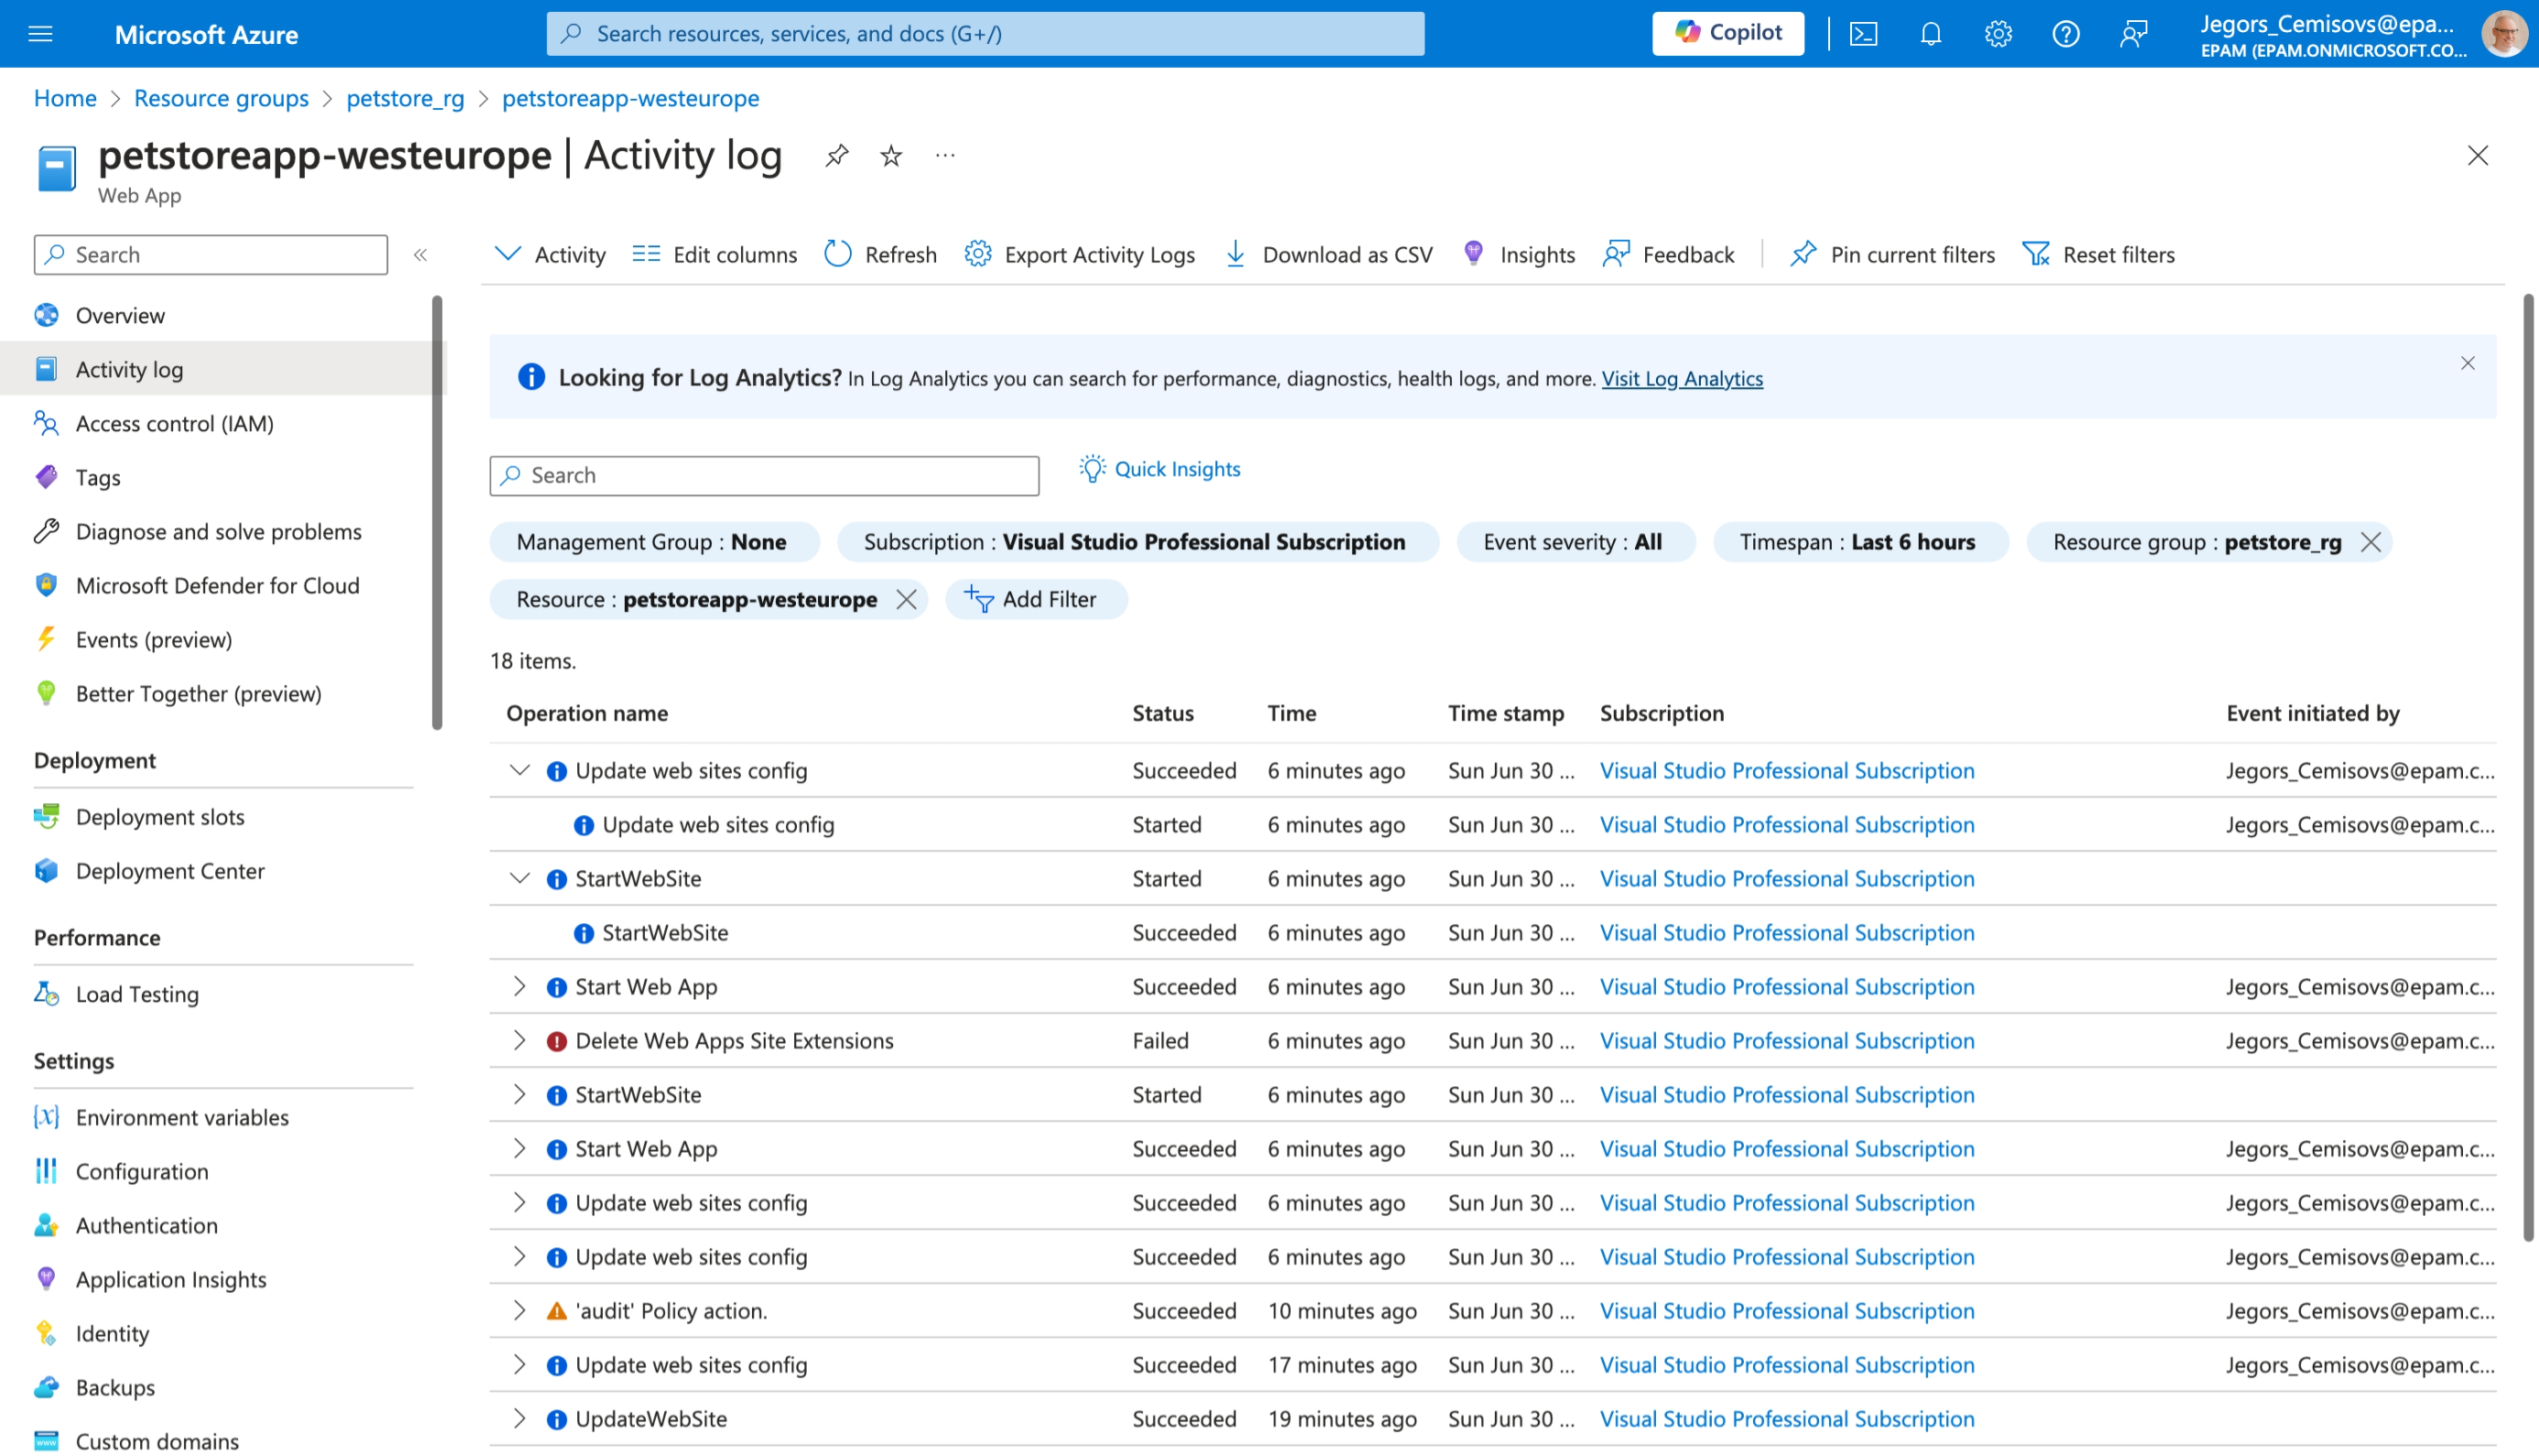 Microsoft Azure
Search resources, services, and docs (G+/)
Copilot
Jegors_Cemisovs@epa...
EPAM (EPAM.ONMICROSOFT.CO...
Home > Resource groups > petstore_rg > petstoreapp-westeurope
petstoreapp-westeurope | Activity log
Web App
Search
Activity Edit columns Refresh Export Activity Logs Download as CSV Insights Feedback Pin current filters Reset filters
Overview
Activity log
Access control (IAM)
Tags
Diagnose and solve problems
Microsoft Defender for Cloud
Events (preview)
Better Together (preview)
Deployment
Deployment slots
Deployment Center
Performance
Load Testing
Settings
Environment variables
Configuration
Authentication
Application Insights
Identity
Backups
Custom domains
Looking for Log Analytics? In Log Analytics you can search for performance, diagnostics, health logs, and more. Visit Log Analytics
Search
Quick Insights
Management Group : None Subscription : Visual Studio Professional Subscription Event severity : All Timespan : Last 6 hours Resource group : petstore_rg
Resource : petstoreapp-westeurope Add Filter
18 items.
Operation name Status Time Time stamp Subscription Event initiated by
Update web sites config Succeeded 6 minutes ago Sun Jun 30 ... Visual Studio Professional Subscription Jegors_Cemisovs@epam.c...
Update web sites config Started 6 minutes ago Sun Jun 30 ... Visual Studio Professional Subscription Jegors_Cemisovs@epam.c...
StartWebSite Started 6 minutes ago Sun Jun 30 ... Visual Studio Professional Subscription
StartWebSite Succeeded 6 minutes ago Sun Jun 30 ... Visual Studio Professional Subscription
Start Web App Succeeded 6 minutes ago Sun Jun 30 ... Visual Studio Professional Subscription Jegors_Cemisovs@epam.c...
Delete Web Apps Site Extensions Failed 6 minutes ago Sun Jun 30 ... Visual Studio Professional Subscription Jegors_Cemisovs@epam.c...
StartWebSite Started 6 minutes ago Sun Jun 30 ... Visual Studio Professional Subscription
Start Web App Succeeded 6 minutes ago Sun Jun 30 ... Visual Studio Professional Subscription Jegors_Cemisovs@epam.c...
Update web sites config Succeeded 6 minutes ago Sun Jun 30 ... Visual Studio Professional Subscription Jegors_Cemisovs@epam.c...
Update web sites config Succeeded 6 minutes ago Sun Jun 30 ... Visual Studio Professional Subscription Jegors_Cemisovs@epam.c...
'audit' Policy action. Succeeded 10 minutes ago Sun Jun 30 ... Visual Studio Professional Subscription Jegors_Cemisovs@epam.c...
Update web sites config Succeeded 17 minutes ago Sun Jun 30 ... Visual Studio Professional Subscription Jegors_Cemisovs@epam.c...
UpdateWebSite Succeeded 19 minutes ago Sun Jun 30 ... Visual Studio Professional Subscription